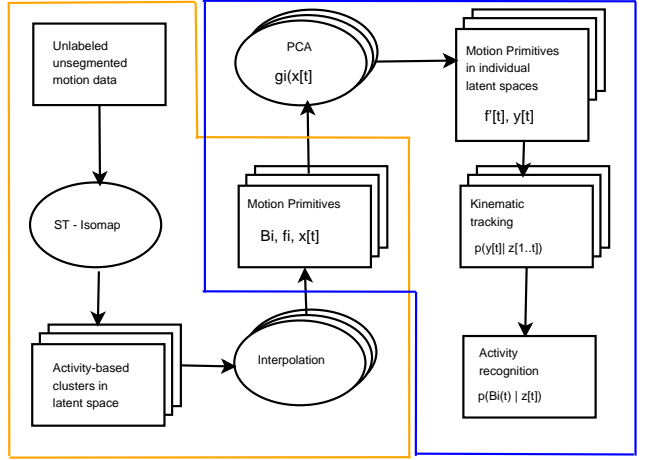 Unlabeled
unsegmented
motion data
ST - Isomap
Activity-based
clusters in
latent space
Interpolation
Motion Primitives
Bi, fi, x[t]
PCA
gi(x[t]
Motion Primitives
in individual
latent spaces
f'[t], y[t]
Kinematic
tracking
p(y[t]| z[1..t])
Activity
recognition
p(Bi(t) | z[t])